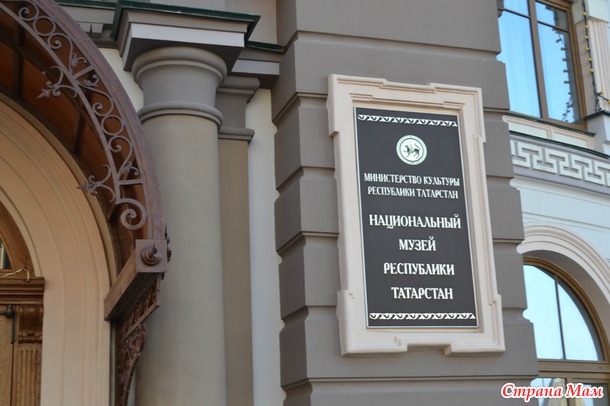 МИНИСТЕРСТВО КУЛЬТУРЫ
РЕСПУБЛИКИ ТАТАРСТАН
НАЦИОНАЛЬНЫЙ
МУЗЕЙ
РЕСПУБЛИКИ
ТАТАРСТАН
Страна Мам